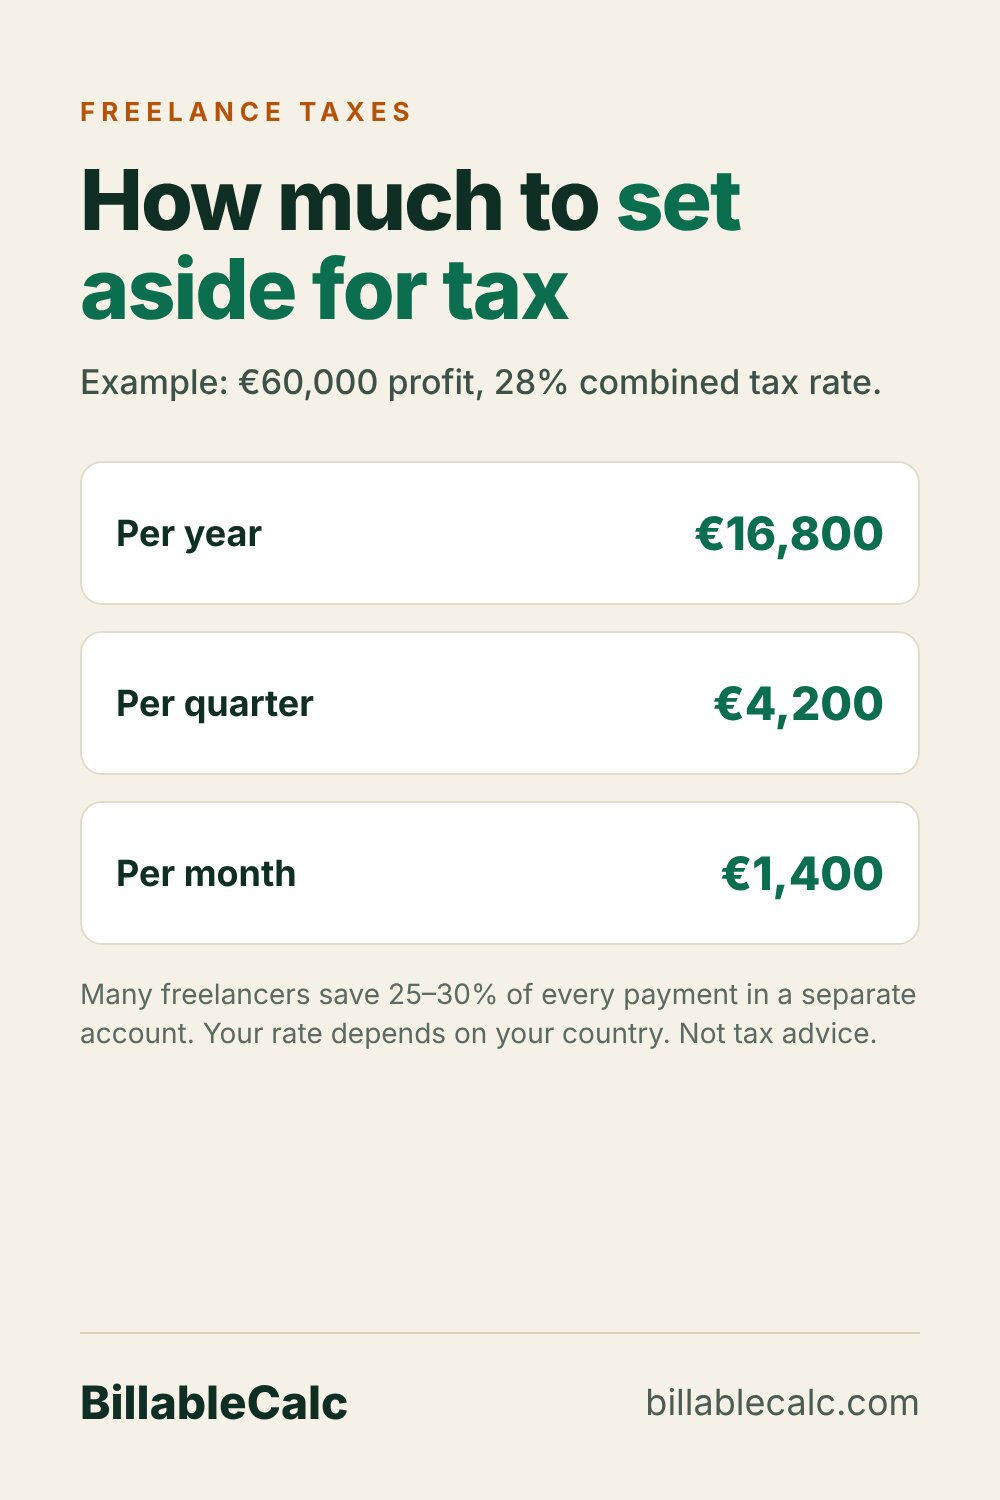 FREELANCE TAXES
How much to set
aside for tax
Example: €60,000 profit, 28% combined tax rate.
Per year €16,800
Per quarter €4,200
Per month €1,400
Many freelancers save 25–30% of every payment in a separate
account. Your rate depends on your country. Not tax advice.
BillableCalc billablecalc.com